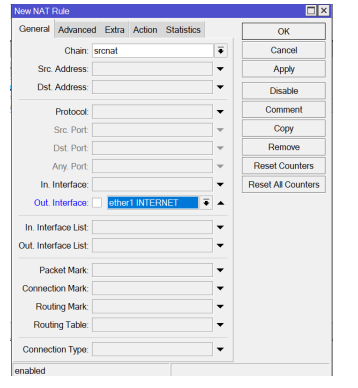 New NAT Rule
General Advanced Extra Action Statistics
Chain: srcnat
Src. Address:
Dst. Address:
Protocol:
Src. Port:
Dst. Port:
Any. Port:
In. Interface:
Out. Interface: ether1 INTERNET
In. Interface List:
Out. Interface List:
Packet Mark:
Connection Mark:
Routing Mark:
Routing Table:
Connection Type:
OK
Cancel
Apply
Disable
Comment
Copy
Remove
Reset Counters
Reset All Counters
enabled